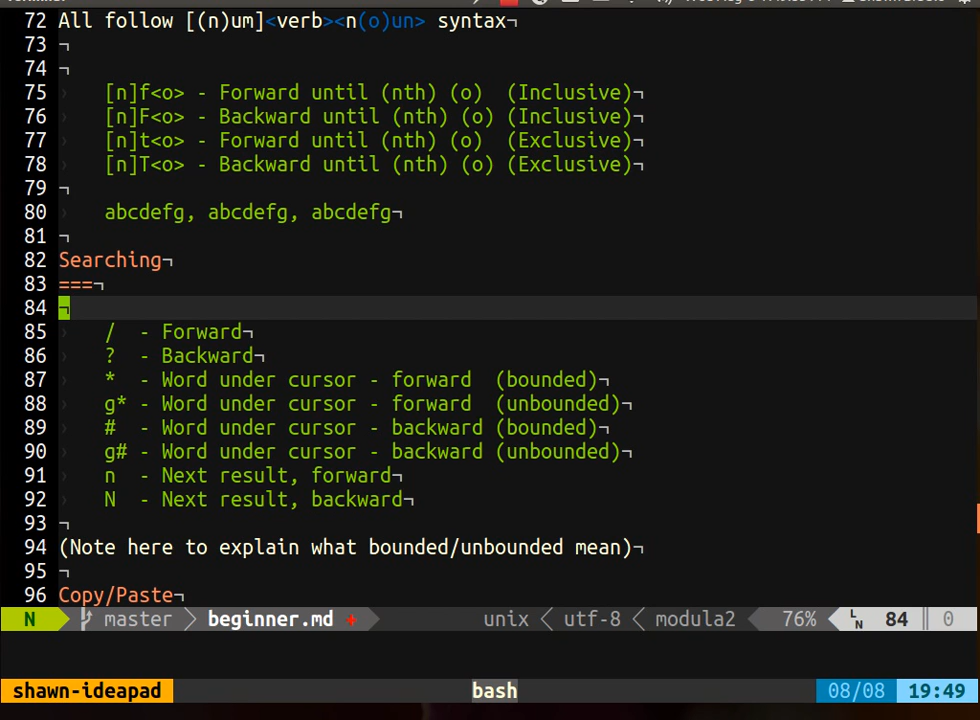 72 All follow [(n)um]<verb><n(o)un> syntax¬
73 ¬
74 ¬
75 [n]f<o> - Forward until (nth) (o)  (Inclusive)¬
76 [n]F<o> - Backward until (nth) (o) (Inclusive)¬
77 [n]t<o> - Forward until (nth) (o)  (Exclusive)¬
78 [n]T<o> - Backward until (nth) (o) (Exclusive)¬
79 ¬
80 abcdefg, abcdefg, abcdefg¬
81 ¬
82 Searching¬
83 ===¬
84 ¬
85 /  - Forward¬
86 ?  - Backward¬
87 *  - Word under cursor - forward  (bounded)¬
88 g* - Word under cursor - forward  (unbounded)¬
89 #  - Word under cursor - backward (bounded)¬
90 g# - Word under cursor - backward (unbounded)¬
91 n  - Next result, forward¬
92 N  - Next result, backward¬
93 ¬
94 (Note here to explain what bounded/unbounded mean)¬
95 ¬
96 Copy/Paste¬
N master beginner.md + unix utf-8 modula2 76% LN 84 0
shawn-ideapad bash 08/08 19:49